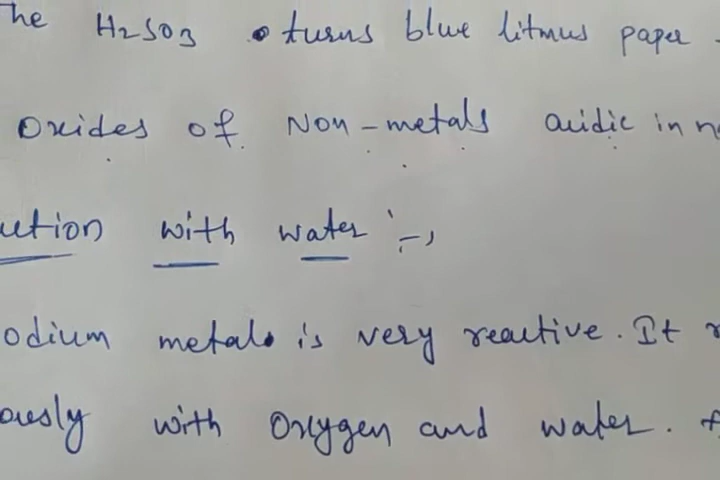 The H2SO3 turns blue litmus paper
Oxides of Non-metals acidic in
with water :-,
metal is very reactive. It
with Oxygen and water.